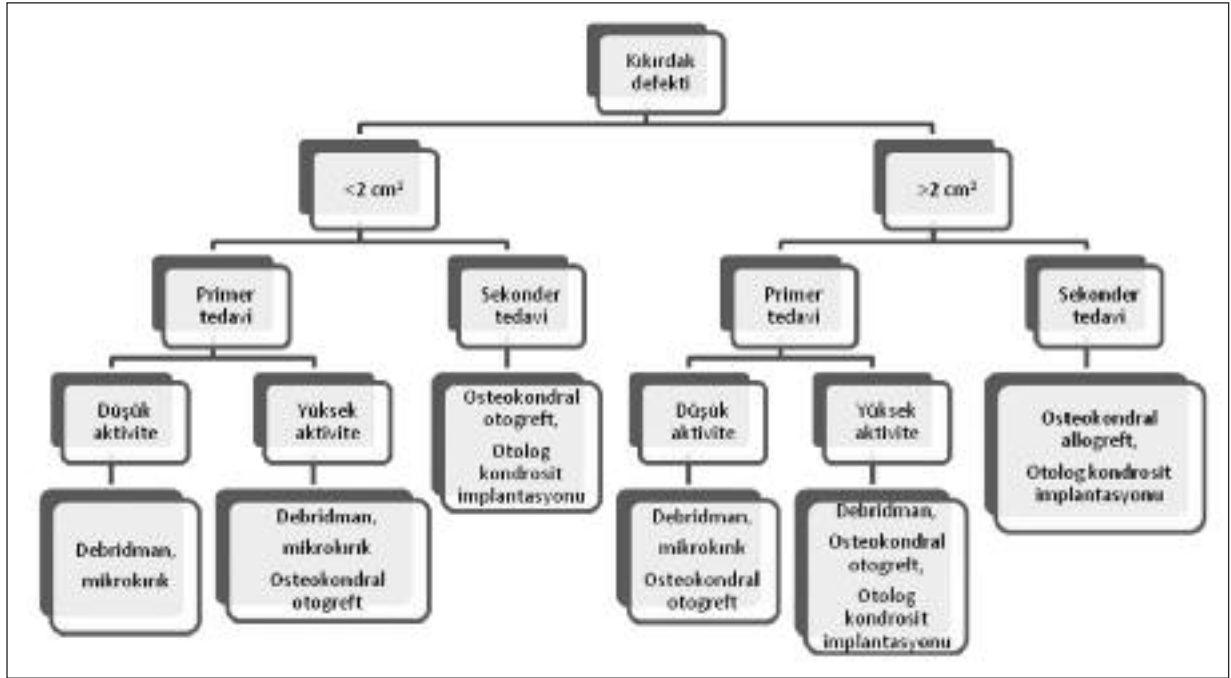 Kıkırdak
defekti
<2 cm²
>2 cm²
Primer
tedavi
Sekonder
tedavi
Primer
tedavi
Sekonder
tedavi
Düşük
aktivite
Yüksek
aktivite
Osteokondral
otogreft,
Otolog
kondrosit
implantasyonu
Düşük
aktivite
Yüksek
aktivite
Osteokondral
allogreft,
Otolog kondrosit
implantasyonu
Debridman,
mikrokırık
Debridman,
mikrokırık
Osteokondral
otogreft
Debridman,
mikrokırık
Osteokondral
otogreft
Debridman,
Osteokondral
otogreft,
Otolog
kondrosit
implantasyonu